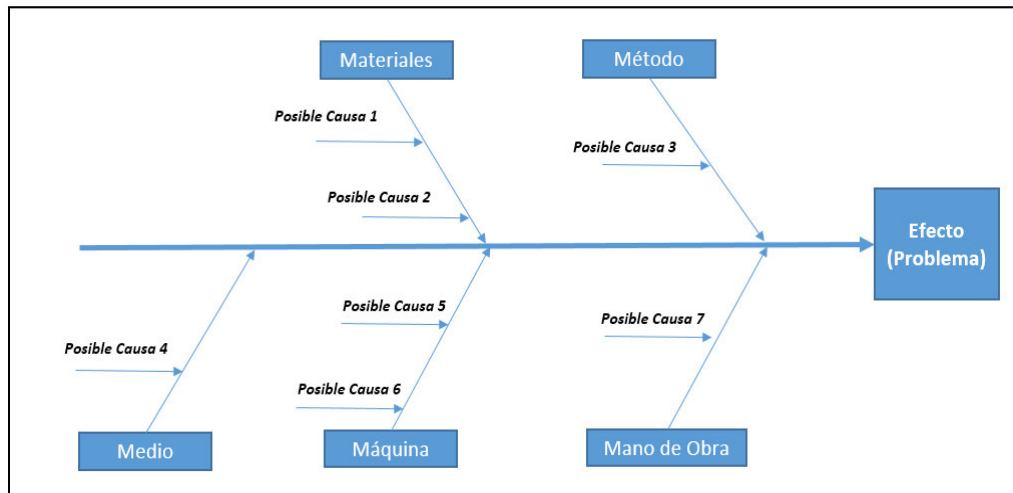 Materiales
Método
Posible Causa 1
Posible Causa 3
Posible Causa 2
Efecto
(Problema)
Posible Causa 5
Posible Causa 7
Posible Causa 4
Posible Causa 6
Medio
Máquina
Mano de Obra